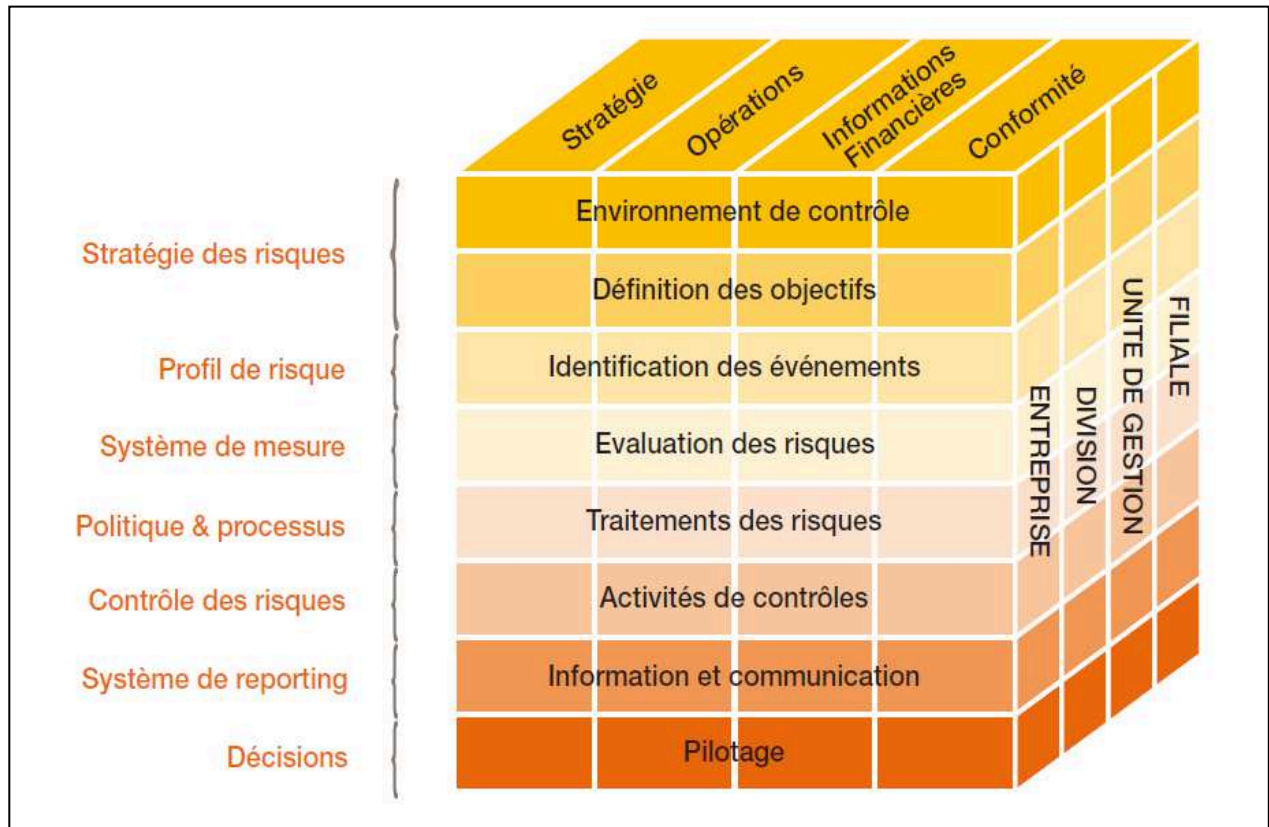 Stratégie
Opérations
Informations
Financières
Conformité
Stratégie des risques
Environnement de contrôle
Définition des objectifs
Profil de risque
Identification des événements
Système de mesure
Evaluation des risques
Politique & processus
Traitements des risques
Contrôle des risques
Activités de contrôles
Système de reporting
Information et communication
Décisions
Pilotage
ENTREPRISE
DIVISION
UNITE DE GESTION
FILIALE